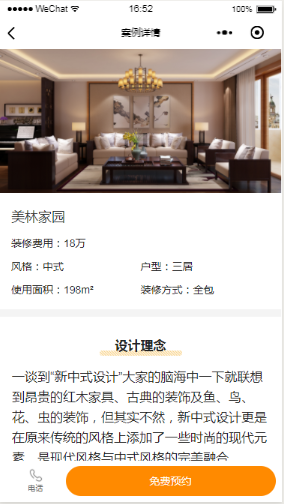 WeChat 16:52 100%
案例详情
美林家园
装修费用：18万
风格：中式 户型：三居
使用面积：198m² 装修方式：全包
设计理念
一谈到“新中式设计”大家的脑海中一下就联想
到昂贵的红木家具、古典的装饰及鱼、鸟、
花、虫的装饰，但其实不然，新中式设计更是
在原来传统的风格上添加了一些时尚的现代元
素，是现代风格与中式风格的完美融合
电话 免费预约